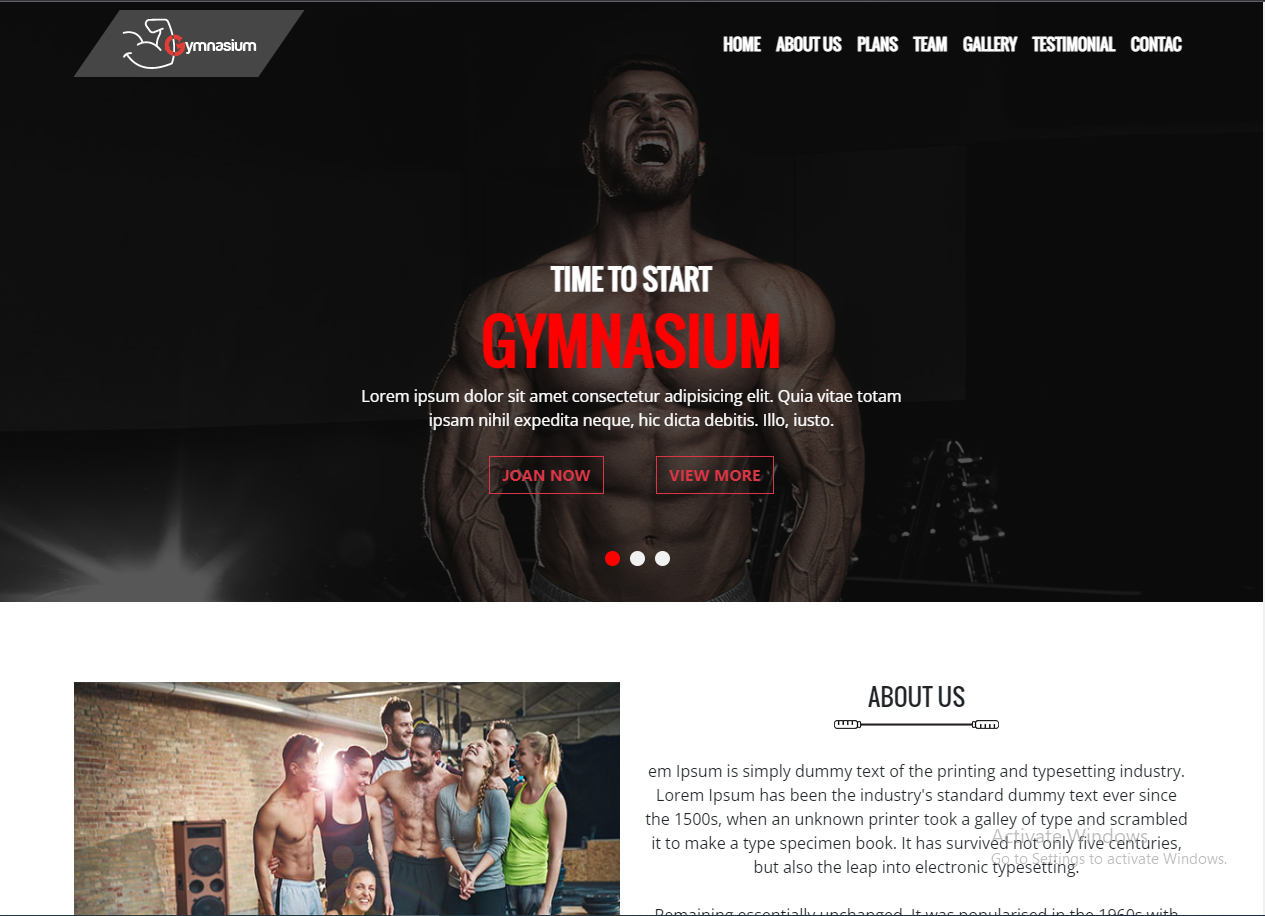 Gymnasium
HOME ABOUT US PLANS TEAM GALLERY TESTIMONIAL CONTAC
TIME TO START
GYMNASIUM
Lorem ipsum dolor sit amet consectetur adipisicing elit. Quia vitae totam
ipsam nihil expedita neque, hic dicta debitis. Illo, iusto.
JOAN NOW VIEW MORE
ABOUT US
em Ipsum is simply dummy text of the printing and typesetting industry.
Lorem Ipsum has been the industry's standard dummy text ever since
the 1500s, when an unknown printer took a galley of type and scrambled
it to make a type specimen book. It has survived not only five centuries,
but also the leap into electronic typesetting.
Activate Windows
Go to Settings to activate Windows.
Remaining essentially unchanged. It was popularised in the 1960s with